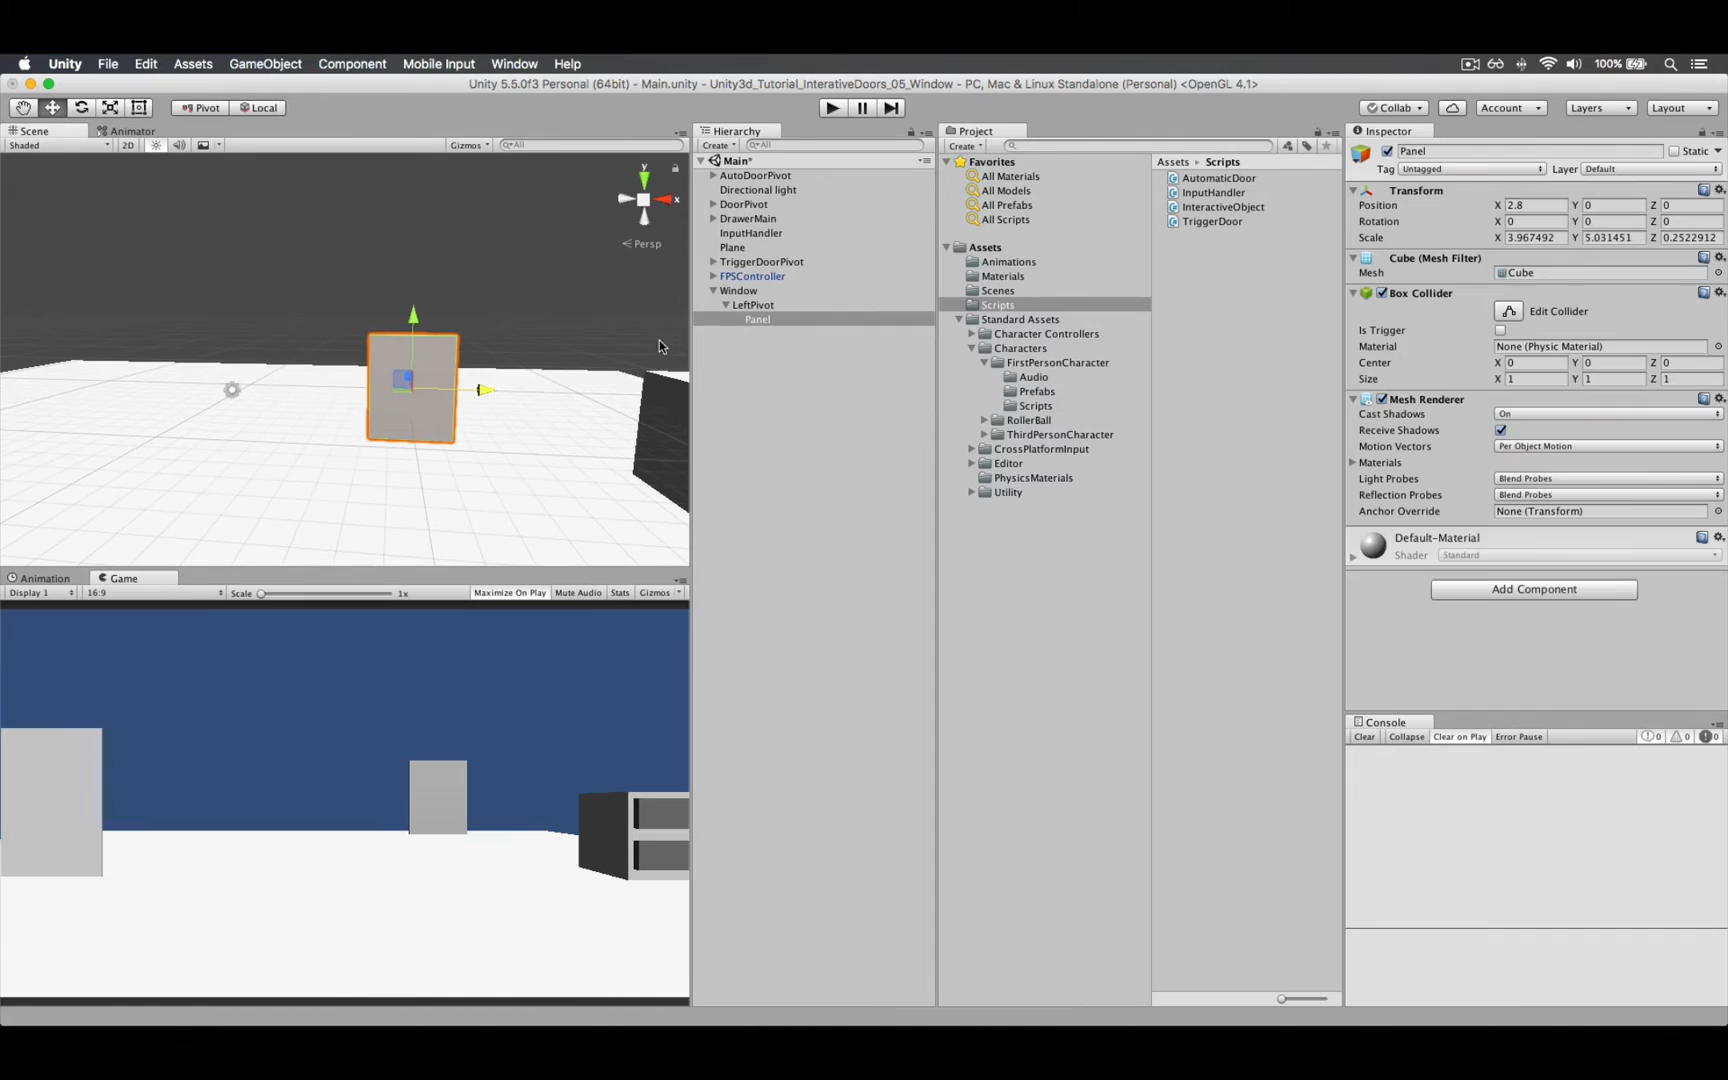 Unity File Edit Assets GameObject Component Mobile Input Window Help 100%
Unity 5.5.0f3 Personal (64bit) - Main.unity - Unity3d_Tutorial_InterativeDoors_05_Window - PC, Mac & Linux Standalone (Personal) <OpenGL 4.1>
Pivot Local Collab Account Layers Layout
Scene Animator
Shaded 2D Gizmos All
y
x
Persp
Animation Game
Display 1 16:9 Scale 1x Maximize On Play Mute Audio Stats Gizmos
Hierarchy
Create All
Main*
AutoDoorPivot
Directional light
DoorPivot
DrawerMain
InputHandler
Plane
TriggerDoorPivot
FPSController
Window
LeftPivot
Panel
Project
Create
Favorites
All Materials
All Models
All Prefabs
All Scripts
Assets
Animations
Materials
Scenes
Scripts
Standard Assets
Character Controllers
Characters
FirstPersonCharacter
Audio
Prefabs
Scripts
RollerBall
ThirdPersonCharacter
CrossPlatformInput
Editor
PhysicsMaterials
Utility
Assets Scripts
AutomaticDoor
InputHandler
InteractiveObject
TriggerDoor
Inspector
Panel Static
Tag Untagged Layer Default
Transform
Position X 2.8 Y 0 Z 0
Rotation X 0 Y 0 Z 0
Scale X 3.967492 Y 5.031451 Z 0.2522912
Cube (Mesh Filter)
Mesh Cube
Box Collider
Edit Collider
Is Trigger
Material None (Physic Material)
Center X 0 Y 0 Z 0
Size X 1 Y 1 Z 1
Mesh Renderer
Cast Shadows On
Receive Shadows
Motion Vectors Per Object Motion
Materials
Light Probes Blend Probes
Reflection Probes Blend Probes
Anchor Override None (Transform)
Default-Material
Shader Standard
Add Component
Console
Clear Collapse Clear on Play Error Pause 0 0 0